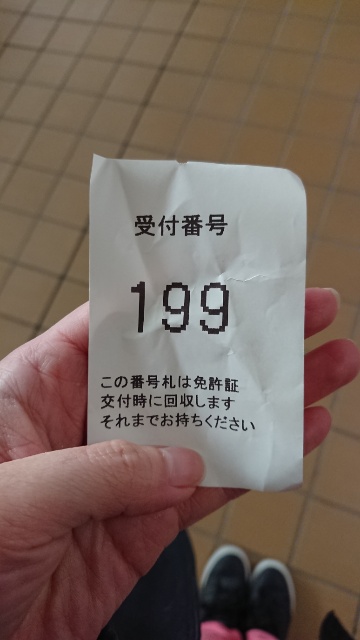 受付番号
199
この番号札は免許証
交付時に回収します
それまでお持ちください